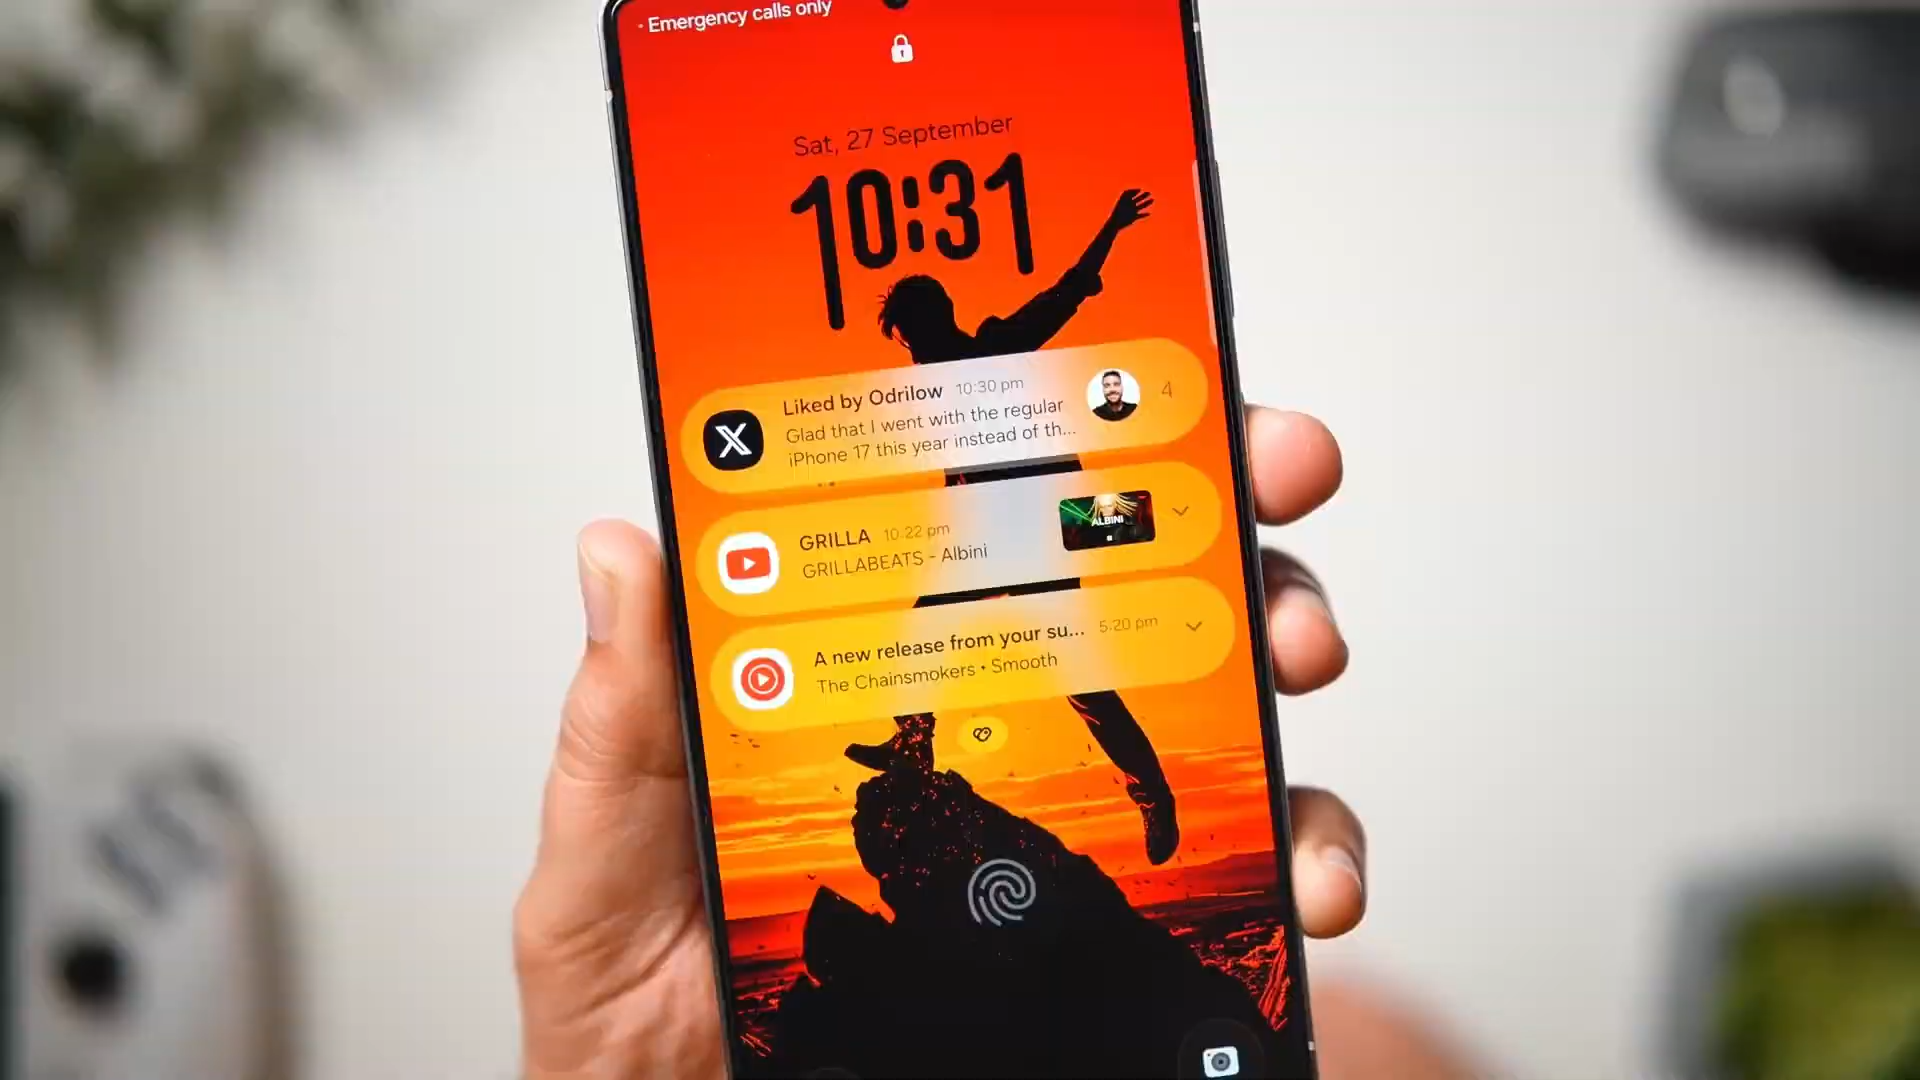 Emergency calls only
Sat, 27 September
10:31
Liked by Odrilow 10:30 pm
4
Glad that I went with the regular
iPhone 17 this year instead of th...
GRILLA 10:22 pm
GRILLABEATS - Albini
ALBINI
A new release from your su... 5:20 pm
The Chainsmokers • Smooth